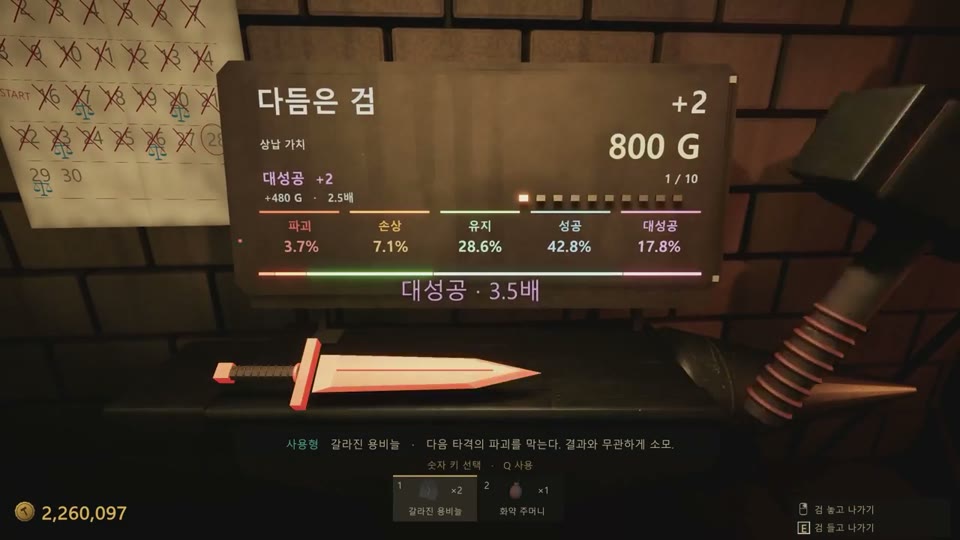 START
29 30
다듬은 검 +2
상납 가치 800 G
대성공 +2 1 / 10
+480 G · 2.5배
파괴 손상 유지 성공 대성공
3.7% 7.1% 28.6% 42.8% 17.8%
대성공 · 3.5배
사용형 갈라진 용비늘 · 다음 타격의 파괴를 막는다. 결과와 무관하게 소모.
숫자 키 선택 · Q 사용
1 ×2 2 ×1
갈라진 용비늘 화약 주머니
2,260,097
검 놓고 나가기
E 검 들고 나가기